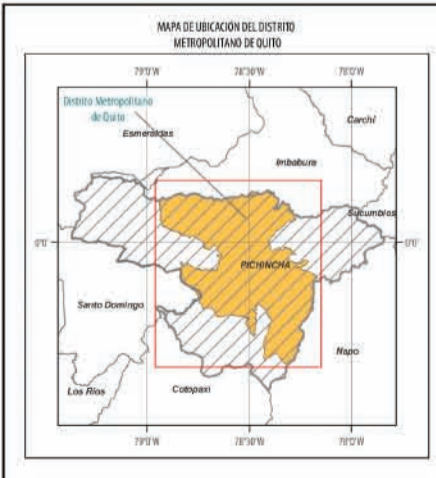 MAPA DE UBICACIÓN DEL DISTRITO
METROPOLITANO DE QUITO
79°0'W 78°30'W 78°0'W
Distrito Metropolitano
de Quito
Esmeraldas
Carchi
Imbabura
Sucumbios
0°0' 0°0'
PICHINCHA
Santo Domingo
Napo
Los Ríos
Cotopaxi
79°0'W 78°30'W 78°0'W